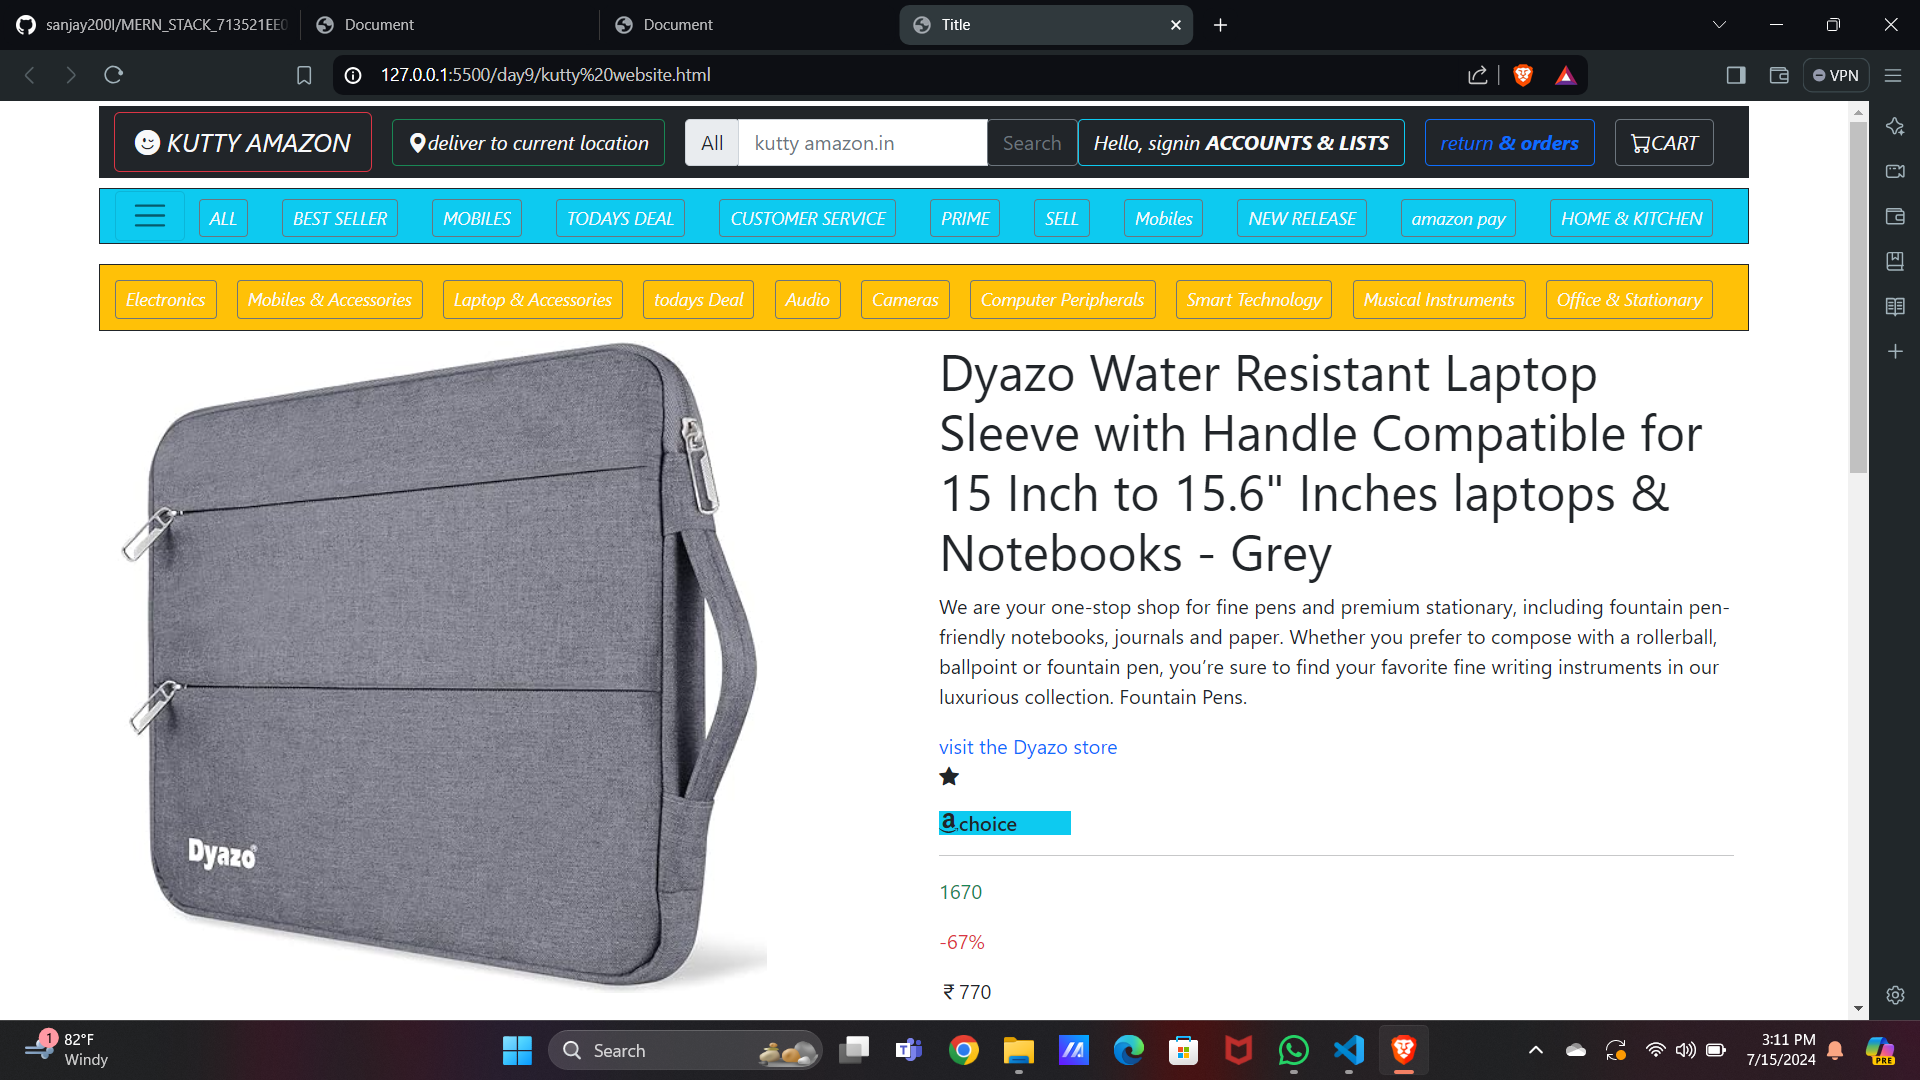 sanjay200l/MERN_STACK_713521EE0
Document
Document
Title
127.0.0.1:5500/day9/kutty%20website.html
VPN
KUTTY AMAZON
deliver to current location
All
kutty amazon.in
Search
Hello, signin ACCOUNTS & LISTS
return & orders
CART
ALL
BEST SELLER
MOBILES
TODAYS DEAL
CUSTOMER SERVICE
PRIME
SELL
Mobiles
NEW RELEASE
amazon pay
HOME & KITCHEN
Electronics
Mobiles & Accessories
Laptop & Accessories
todays Deal
Audio
Cameras
Computer Peripherals
Smart Technology
Musical Instruments
Office & Stationary
Dyazo
Dyazo Water Resistant Laptop
Sleeve with Handle Compatible for
15 Inch to 15.6" Inches laptops &
Notebooks - Grey
We are your one-stop shop for fine pens and premium stationary, including fountain pen-
friendly notebooks, journals and paper. Whether you prefer to compose with a rollerball,
ballpoint or fountain pen, you’re sure to find your favorite fine writing instruments in our
luxurious collection. Fountain Pens.
visit the Dyazo store
a choice
1670
-67%
₹ 770
1
82°F
Windy
Search
PRE
3:11 PM
7/15/2024